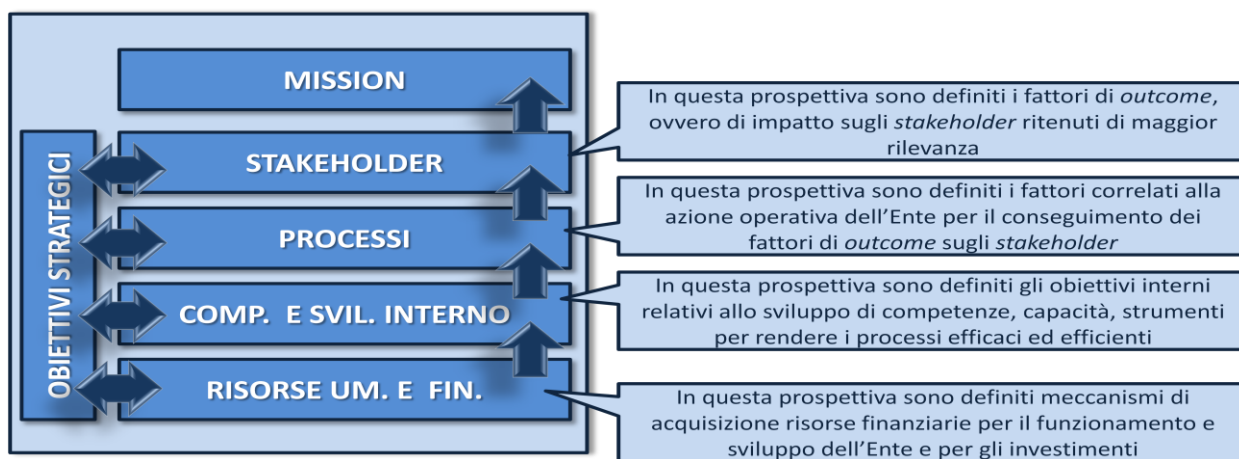 MISSION
In questa prospettiva sono definiti i fattori di outcome,
ovvero di impatto sugli stakeholder ritenuti di maggior
rilevanza
OBIETTIVI STRATEGICI
STAKEHOLDER
In questa prospettiva sono definiti i fattori correlati alla
azione operativa dell’Ente per il conseguimento dei
fattori di outcome sugli stakeholder
PROCESSI
In questa prospettiva sono definiti gli obiettivi interni
relativi allo sviluppo di competenze, capacità, strumenti
per rendere i processi efficaci ed efficienti
COMP. E SVIL. INTERNO
In questa prospettiva sono definiti meccanismi di
acquisizione risorse finanziarie per il funzionamento e
sviluppo dell’Ente e per gli investimenti
RISORSE UM. E FIN.